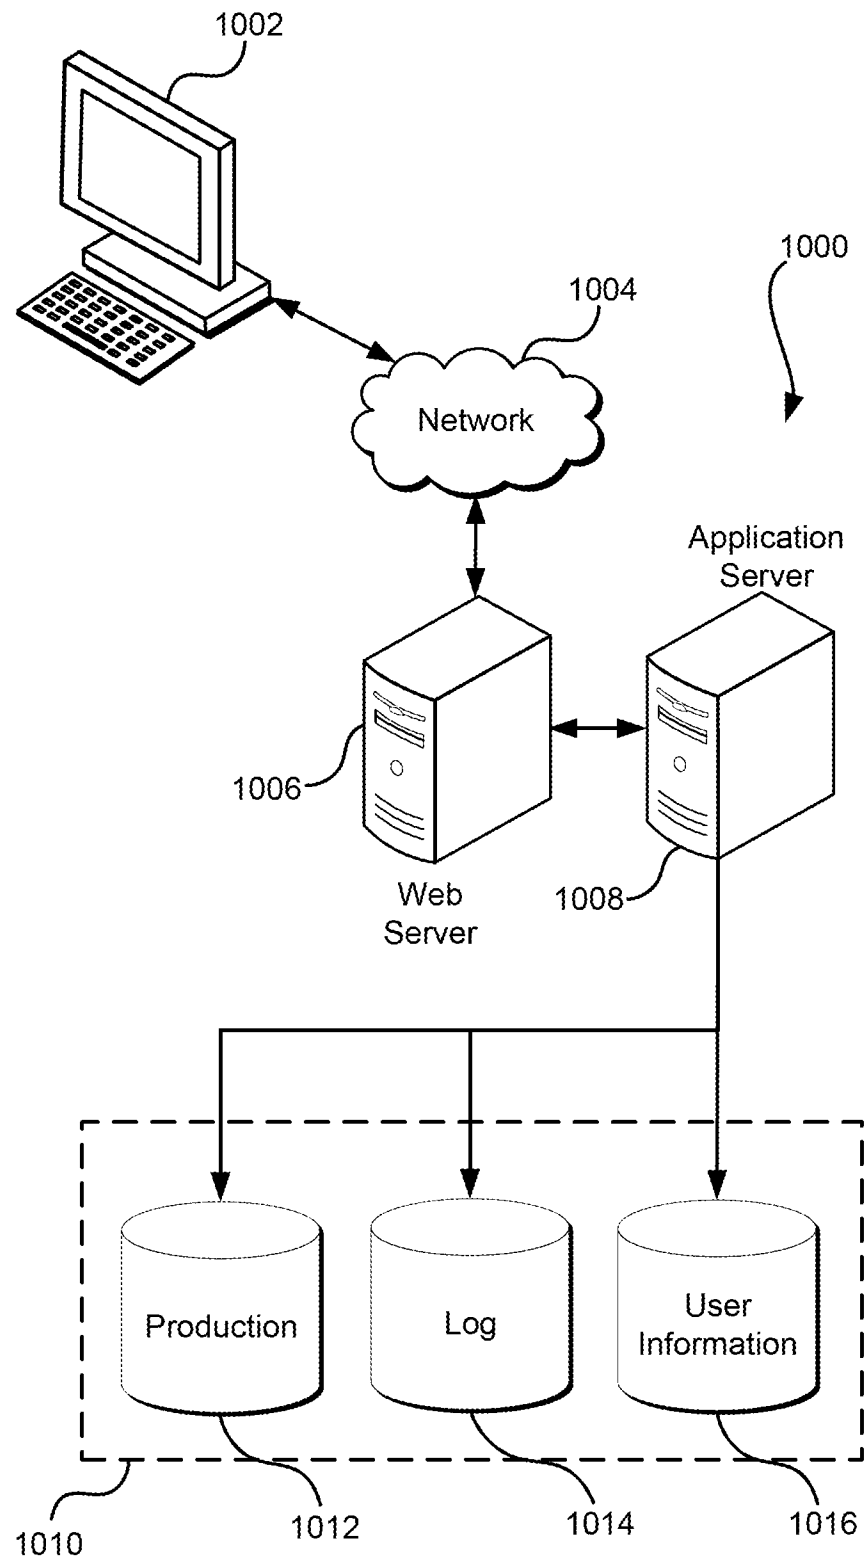 1002
1000
1004
Network
Application
Server
1006
Web
Server
1008
Production
Log
User
Information
1010
1012
1014
1016